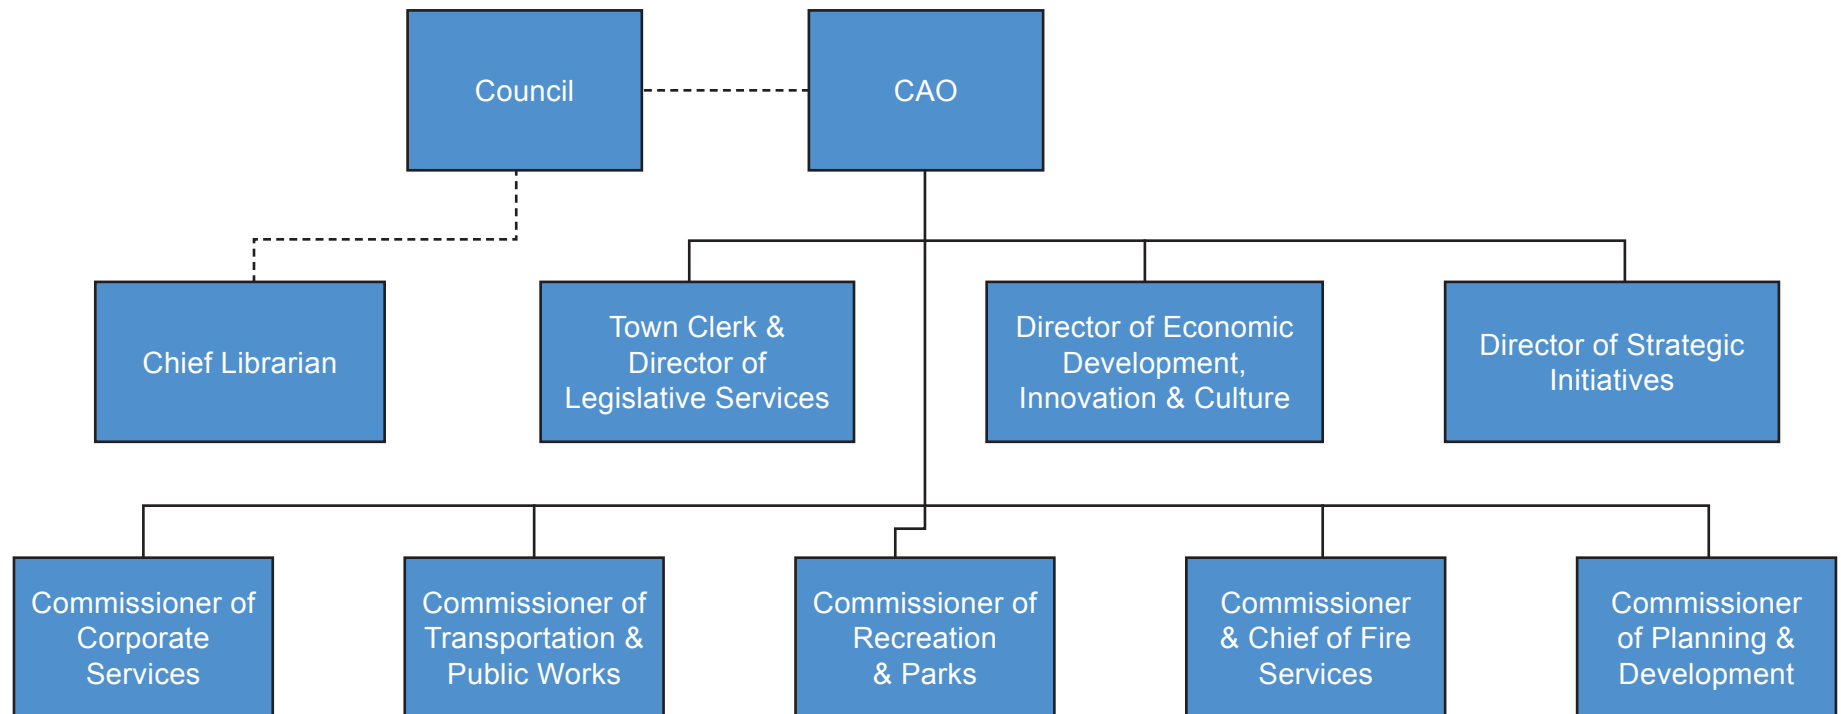 Council
CAO
Chief Librarian
Town Clerk &
Director of
Legislative Services
Director of Economic
Development,
Innovation & Culture
Director of Strategic
Initiatives
Commissioner of
Corporate
Services
Commissioner of
Transportation &
Public Works
Commissioner of
Recreation
& Parks
Commissioner
& Chief of Fire
Services
Commissioner
of Planning &
Development